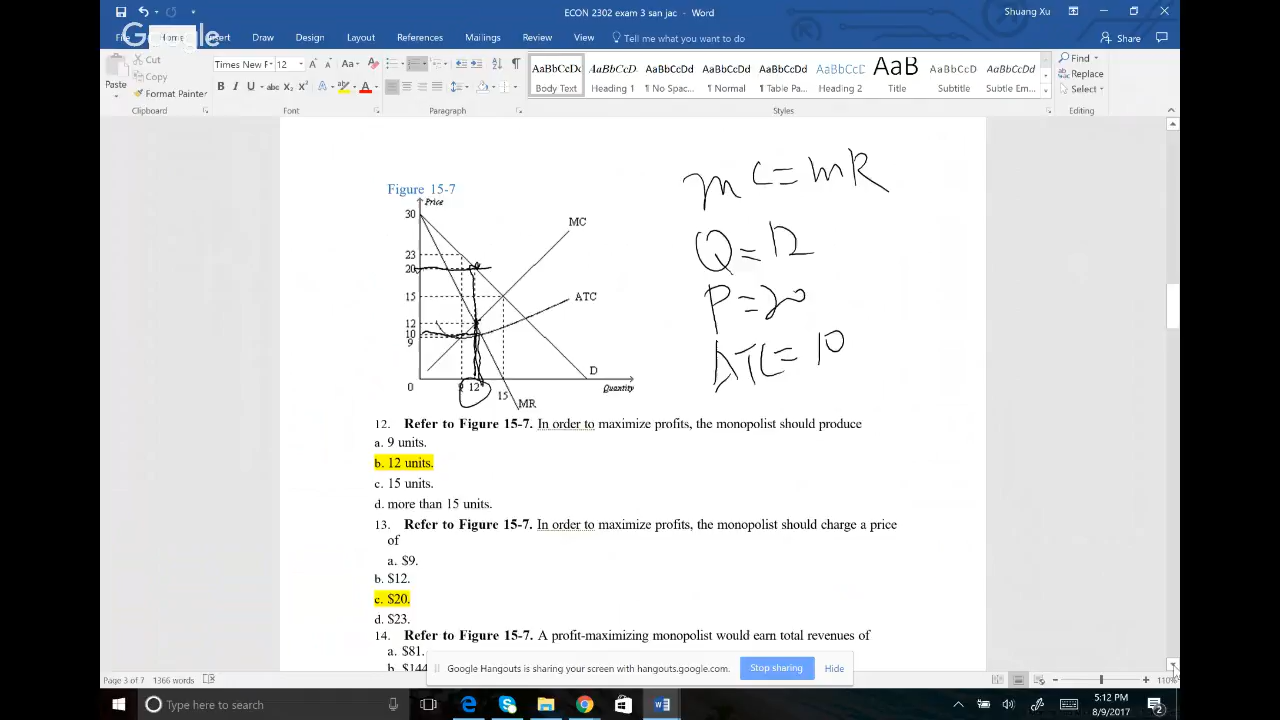 ECON 2302 exam 3 san jac - Word
Shuang Xu
Google
File Home Insert Draw Design Layout References Mailings Review View Tell me what you want to do
Share
Cut
Copy
Format Painter
Paste
Clipboard
Times New F
12
Font
Paragraph
AaBbCcDd Body Text
AaBbCcDd Heading 1
AaBbCcDd ¶ No Spac...
AaBbCcDd ¶ Normal
AaBbCcDd Table Pa...
AaBbCcDd Heading 2
AaB Title
AaBbCcDd Subtitle
AaBbCcDd Subtle Em...
Styles
Find
Replace
Select
Editing
Figure 15-7
Price
30
23
20
15
12
10
9
0
9 12 15
Quantity
MC
ATC
D
MR
MC = MR
Q = 12
P = 20
ATC = 10
12. Refer to Figure 15-7. In order to maximize profits, the monopolist should produce
a. 9 units.
b. 12 units.
c. 15 units.
d. more than 15 units.
13. Refer to Figure 15-7. In order to maximize profits, the monopolist should charge a price
of
a. $9.
b. $12.
c. $20.
d. $23.
14. Refer to Figure 15-7. A profit-maximizing monopolist would earn total revenues of
a. $81.
b. $144
Google Hangouts is sharing your screen with hangouts.google.com.
Stop sharing
Hide
Page 3 of 7 1366 words
110%
Type here to search
5:12 PM
8/9/2017
2